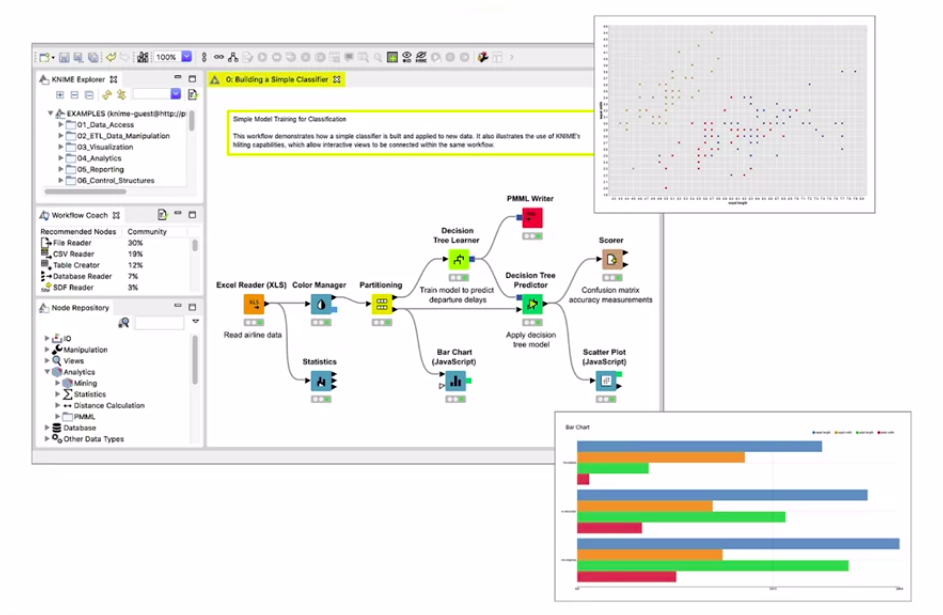 100%
KNIME Explorer
EXAMPLES (knime-guest@http://p
01_Data_Access
02_ETL_Data_Manipulation
03_Visualization
04_Analytics
05_Reporting
06_Control_Structures
Workflow Coach
Recommended Nodes Community
File Reader 30%
CSV Reader 19%
Table Creator 12%
Database Reader 7%
SDF Reader 3%
Node Repository
IO
Manipulation
Views
Analytics
Mining
Statistics
Distance Calculation
PMML
Database
Other Data Types
0: Building a Simple Classifier
Simple Model Training for Classification
This workflow demonstrates how a simple classifier is built and applied to new data. It also illustrates the use of KNIME's
hiliting capabilities, which allow interactive views to be connected within the same workflow.
Excel Reader (XLS)
XLS
Read airline data
Color Manager
Partitioning
Statistics
Decision
Tree Learner
Train model to predict
departure delays
Bar Chart
(JavaScript)
PMML Writer
Decision Tree
Predictor
Apply decision
tree model
Scorer
Confusion matrix
accuracy measurements
Scatter Plot
(JavaScript)
sepal length
Bar Chart